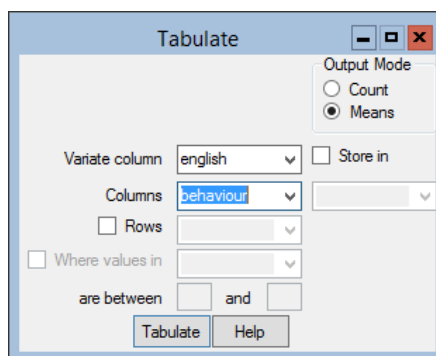 Tabulate
Output Mode
Count
Means
Variate column english Store in
Columns behaviour
Rows
Where values in
are between and
Tabulate Help